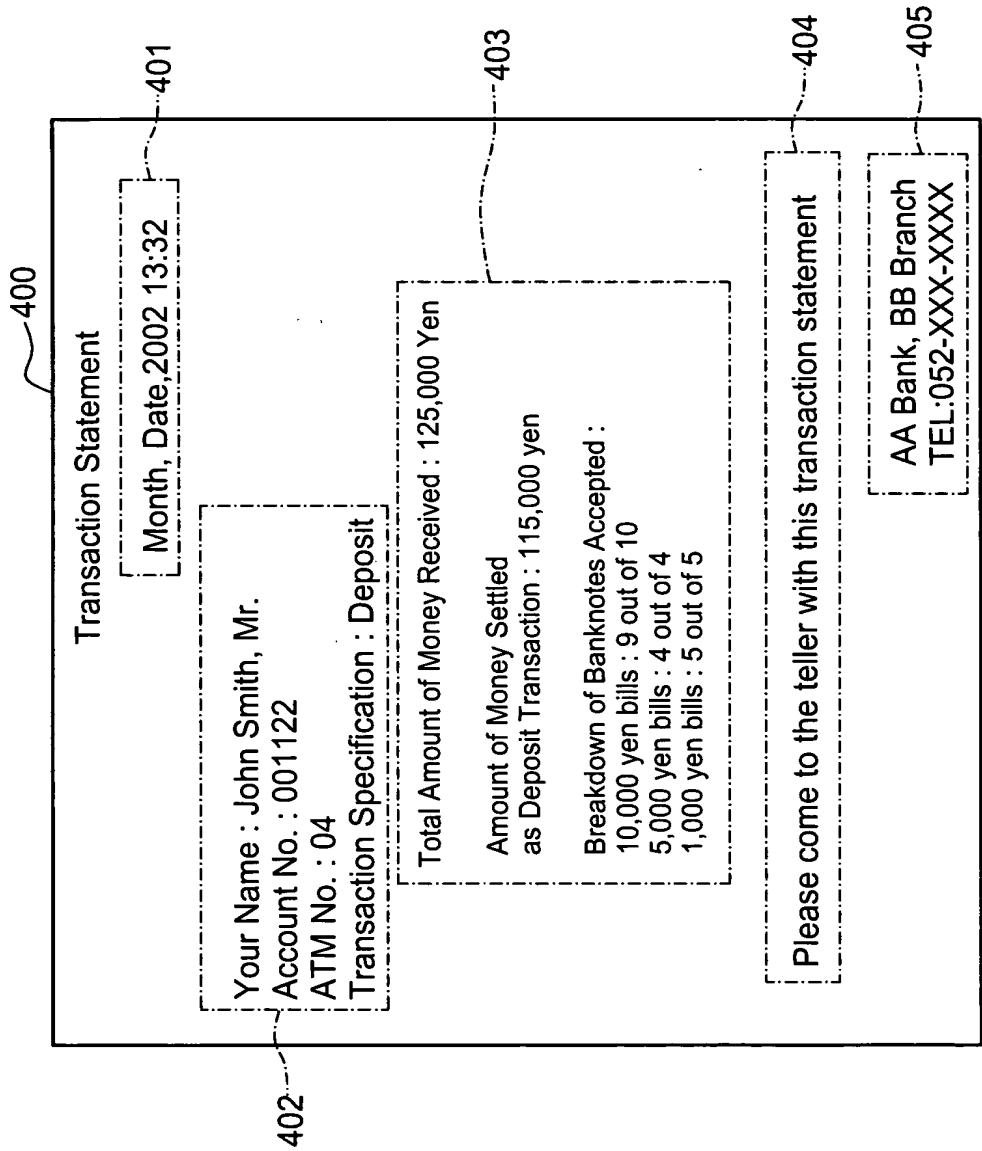 400
Transaction Statement
Month, Date,2002 13:32
401
Your Name : John Smith, Mr.
Account No. : 001122
ATM No. : 04
Transaction Specification : Deposit
402
Total Amount of Money Received : 125,000 Yen
Amount of Money Settled
as Deposit Transaction : 115,000 yen
Breakdown of Banknotes Accepted :
10,000 yen bills : 9 out of 10
5,000 yen bills : 4 out of 4
1,000 yen bills : 5 out of 5
403
Please come to the teller with this transaction statement
404
AA Bank, BB Branch
TEL:052-XXX-XXXX
405